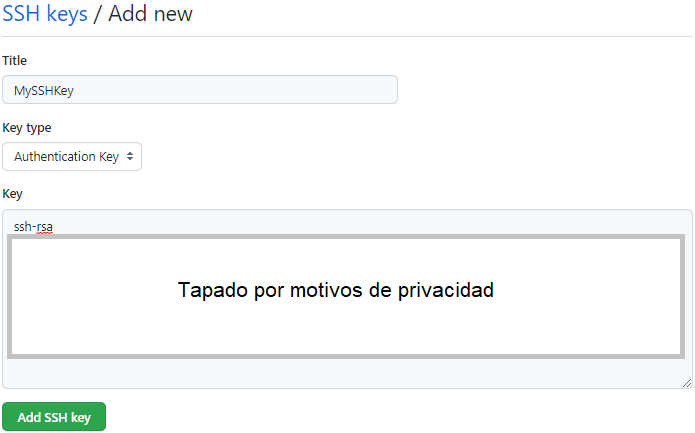 SSH keys / Add new
Title
MySSHKey
Key type
Authentication Key
Key
ssh-rsa
Tapado por motivos de privacidad
Add SSH key